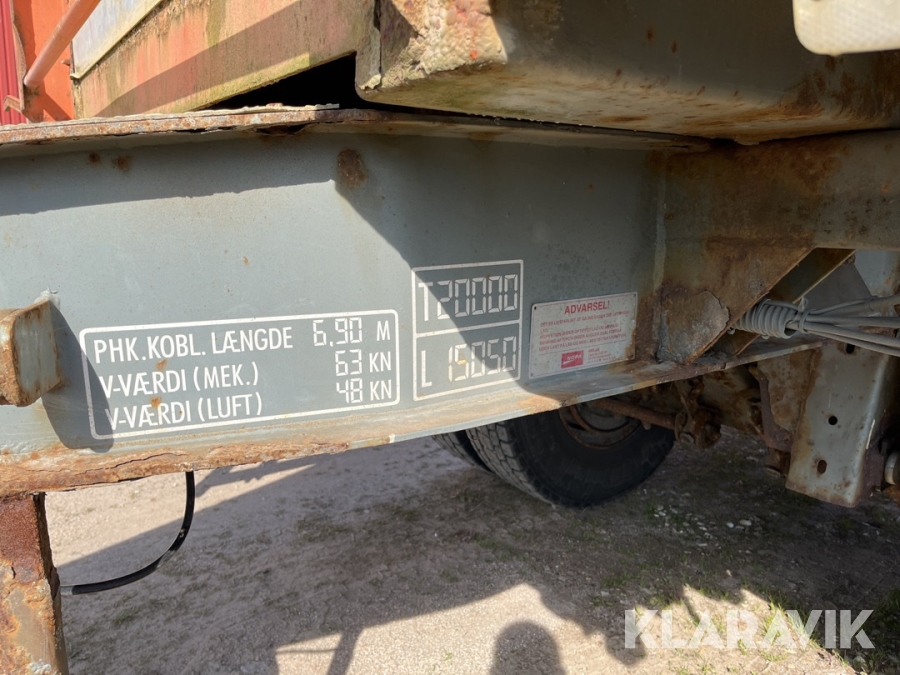 PHK.KOBL. LÆNGDE 6,90 M
V-VÆRDI (MEK.) 63 KN
V-VÆRDI (LUFT) 48 KN
T20000
L 15050
ADVARSEL!
KLARAVIK